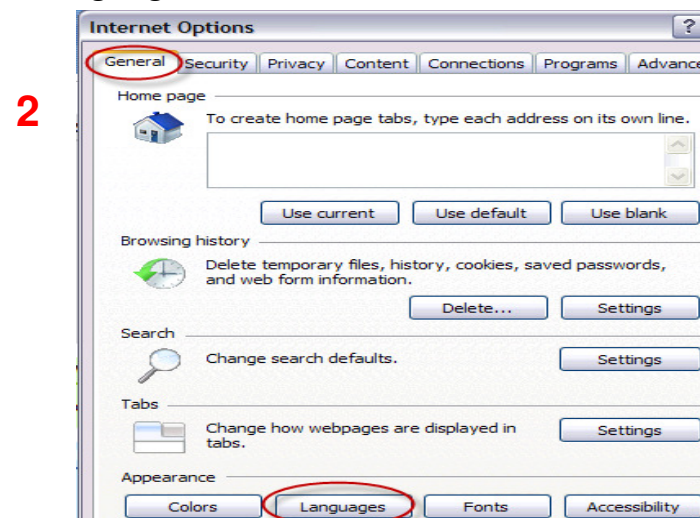 Internet Options ?
General Security Privacy Content Connections Programs Advance
2
Home page
To create home page tabs, type each address on its own line.
Use current Use default Use blank
Browsing history
Delete temporary files, history, cookies, saved passwords,
and web form information.
Delete... Settings
Search
Change search defaults. Settings
Tabs
Change how webpages are displayed in
tabs. Settings
Appearance
Colors Languages Fonts Accessibility